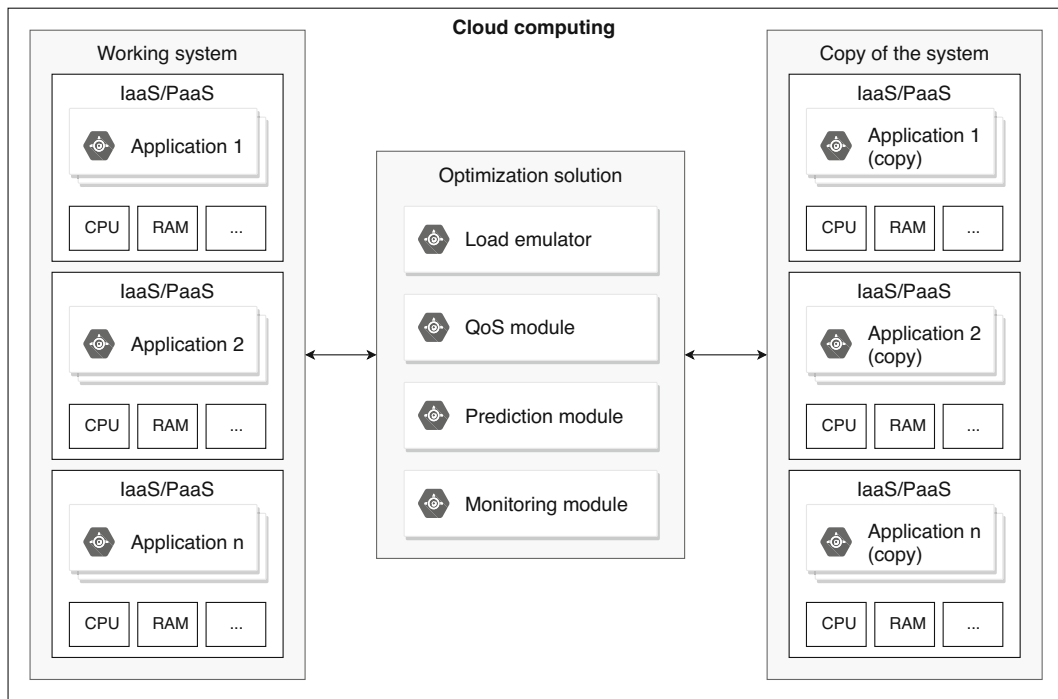 Cloud computing
Working system
IaaS/PaaS
Application 1
CPU RAM ...
IaaS/PaaS
Application 2
CPU RAM ...
IaaS/PaaS
Application n
CPU RAM ...
Optimization solution
Load emulator
QoS module
Prediction module
Monitoring module
Copy of the system
IaaS/PaaS
Application 1
(copy)
CPU RAM ...
IaaS/PaaS
Application 2
(copy)
CPU RAM ...
IaaS/PaaS
Application n
(copy)
CPU RAM ...